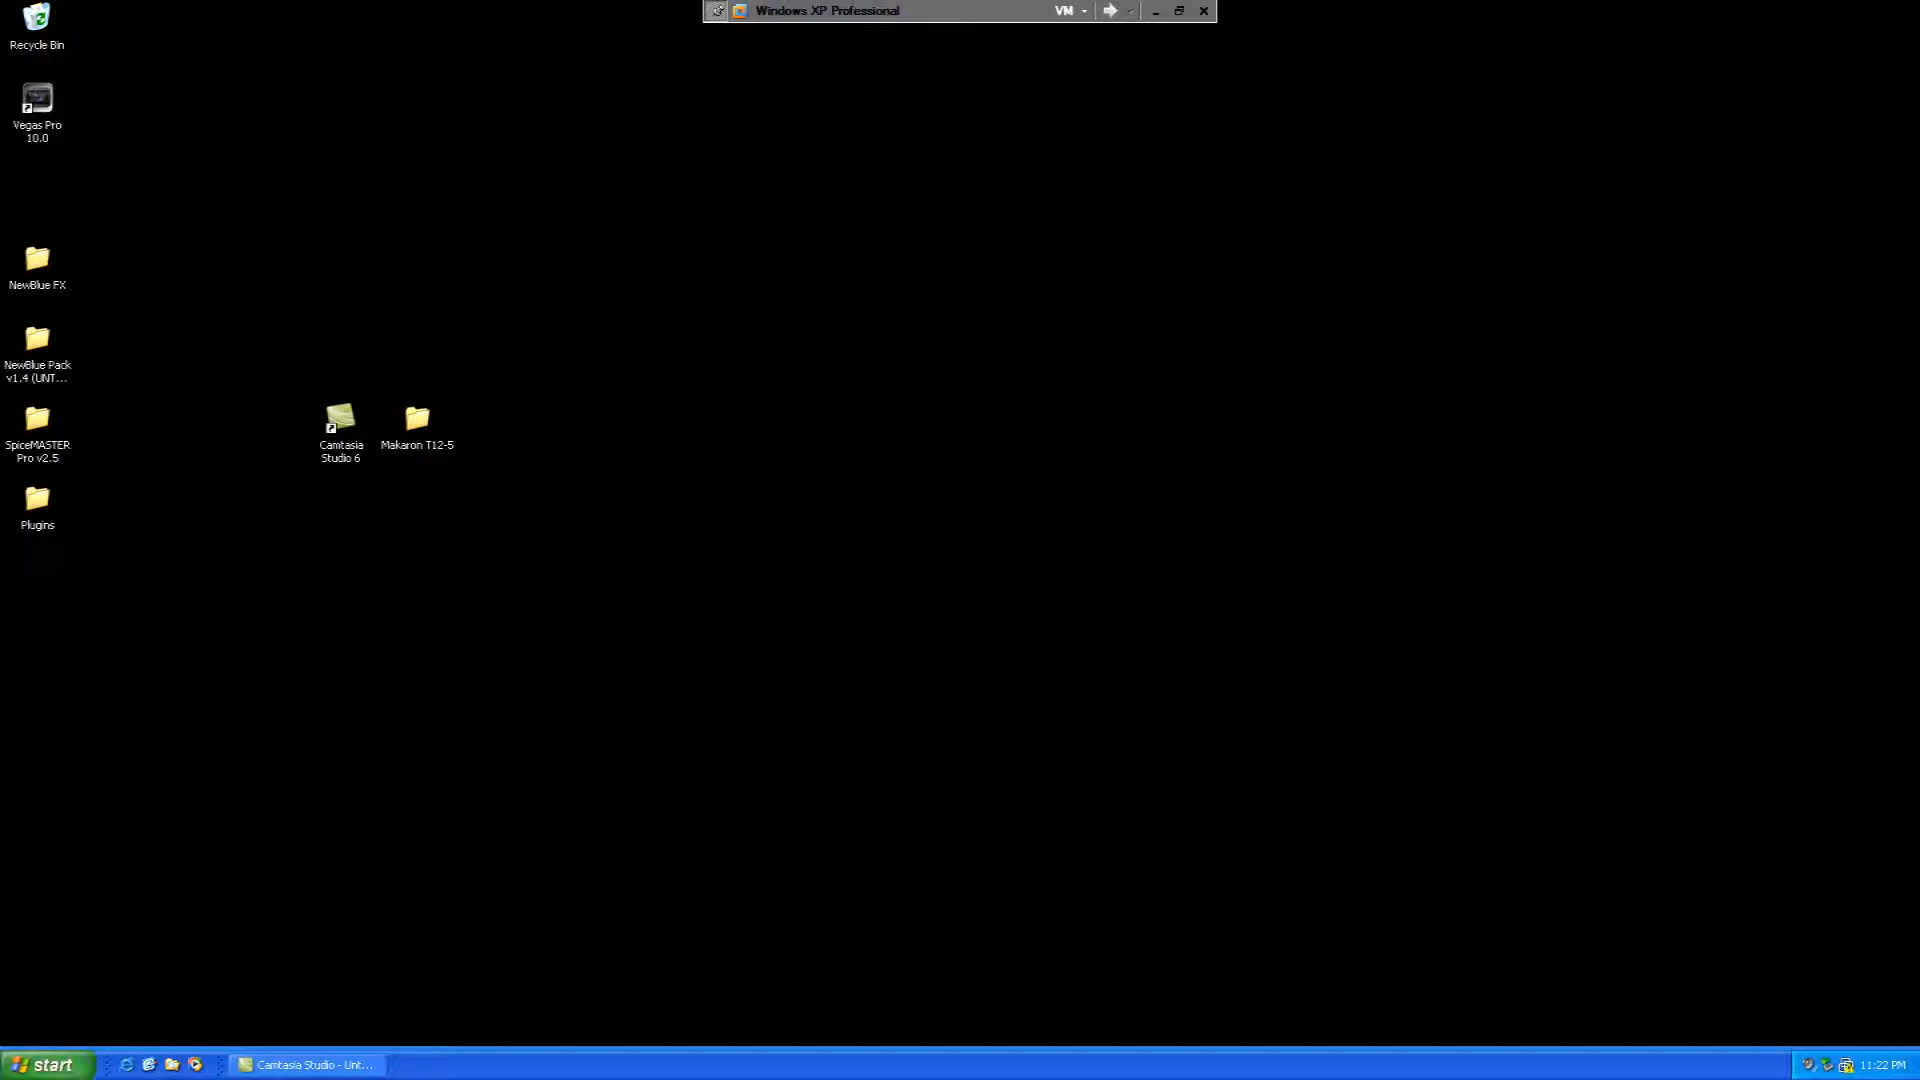 Windows XP Professional
VM
Recycle Bin
Vegas Pro
10.0
NewBlue FX
NewBlue Pack
v1.4 (UNT...
Camtasia
Studio 6
Makaron T12-5
SpiceMASTER
Pro v2.5
Plugins
start
Camtasia Studio - Unt...
11:22 PM